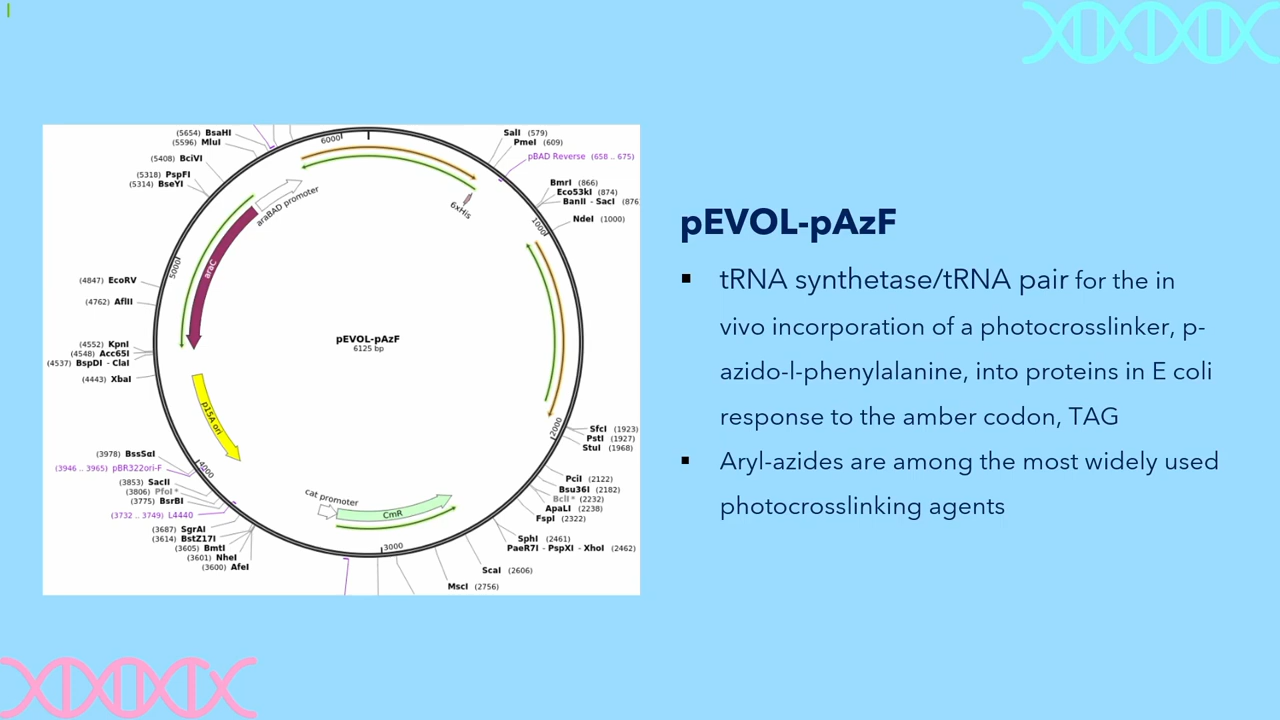 (5654) BsaHI
(5596) MluI
(5408) BciVI
(5318) PspFI
(5314) BseYI
(4847) EcoRV
(4762) AflII
(4552) KpnI
(4548) Acc65I
(4537) BspDI - ClaI
(4443) XbaI
(3978) BssSαI
(3946 .. 3965) pBR322ori-F
(3853) SacII
(3806) PfoI *
(3775) BsrBI
(3732 .. 3749) L4440
(3687) SgrAI
(3614) BstZ17I
(3605) BmtI
(3601) NheI
(3600) AfeI
6000
araBAD promoter
araC
5000
p15A ori
4000
cat promoter
CmR
3000
pEVOL-pAzF
6125 bp
6xHis
1000
2000
SalI (579)
PmeI (609)
pBAD Reverse (658 .. 675)
BmrI (866)
Eco53kI (874)
BanII - SacI (876
NdeI (1000)
SfcI (1923)
PstI (1927)
StuI (1968)
PciI (2122)
Bsu36I (2182)
BclI * (2232)
ApaLI (2238)
FspI (2322)
SphI (2461)
PaeR7I - PspXI - XhoI (2462)
ScaI (2606)
MscI (2756)
pEVOL-pAzF
▪ tRNA synthetase/tRNA pair for the in
vivo incorporation of a photocrosslinker, p-
azido-l-phenylalanine, into proteins in E coli
response to the amber codon, TAG
▪ Aryl-azides are among the most widely used
photocrosslinking agents